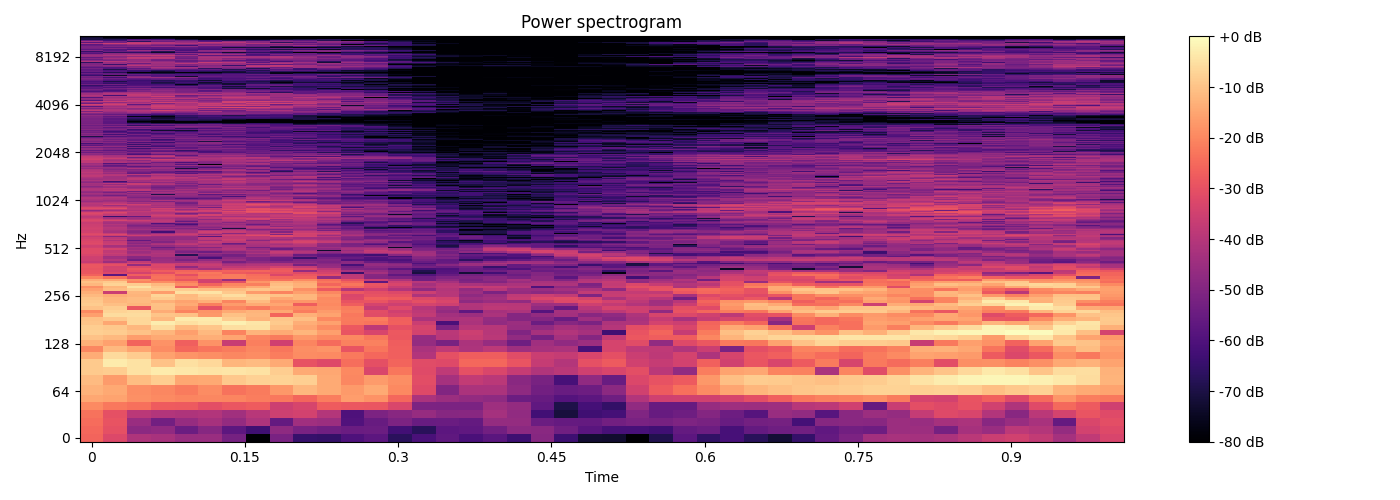 Power spectrogram
Hz
8192
4096
2048
1024
512
256
128
64
0
0 0.15 0.3 0.45 0.6 0.75 0.9
Time
+0 dB
-10 dB
-20 dB
-30 dB
-40 dB
-50 dB
-60 dB
-70 dB
-80 dB